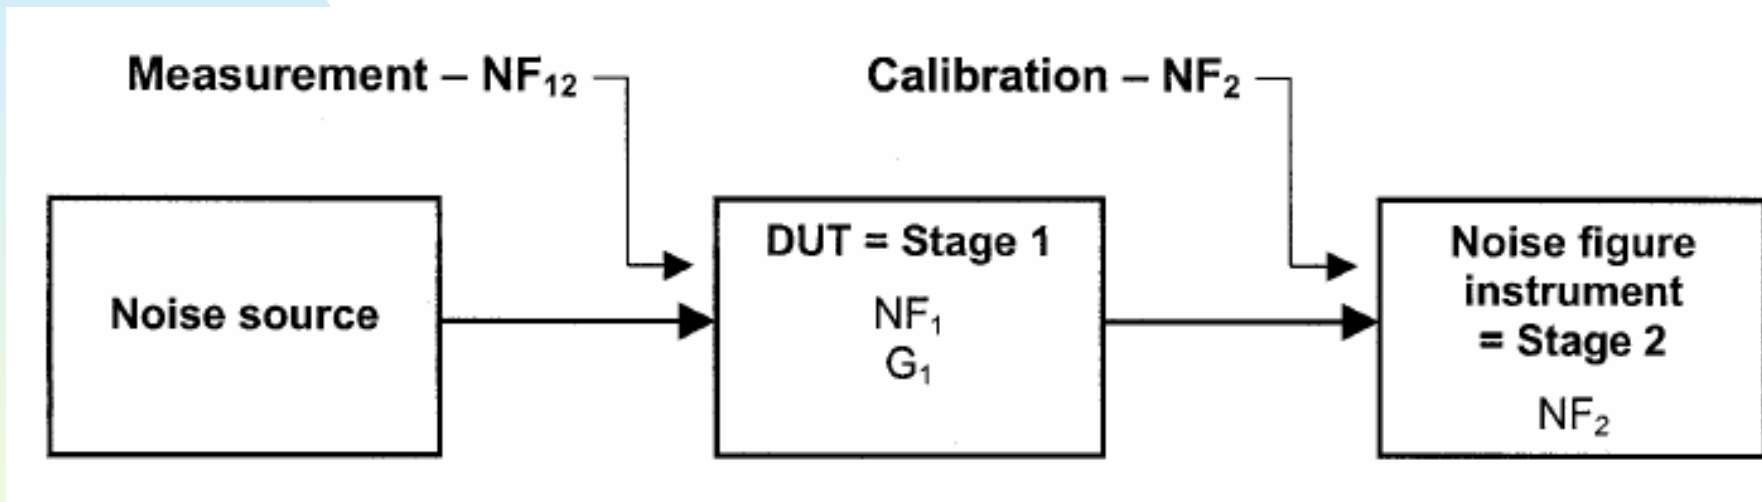 Measurement – NF₁₂
Calibration – NF₂
Noise source
DUT = Stage 1
NF₁
G₁
Noise figure
instrument
= Stage 2
NF₂